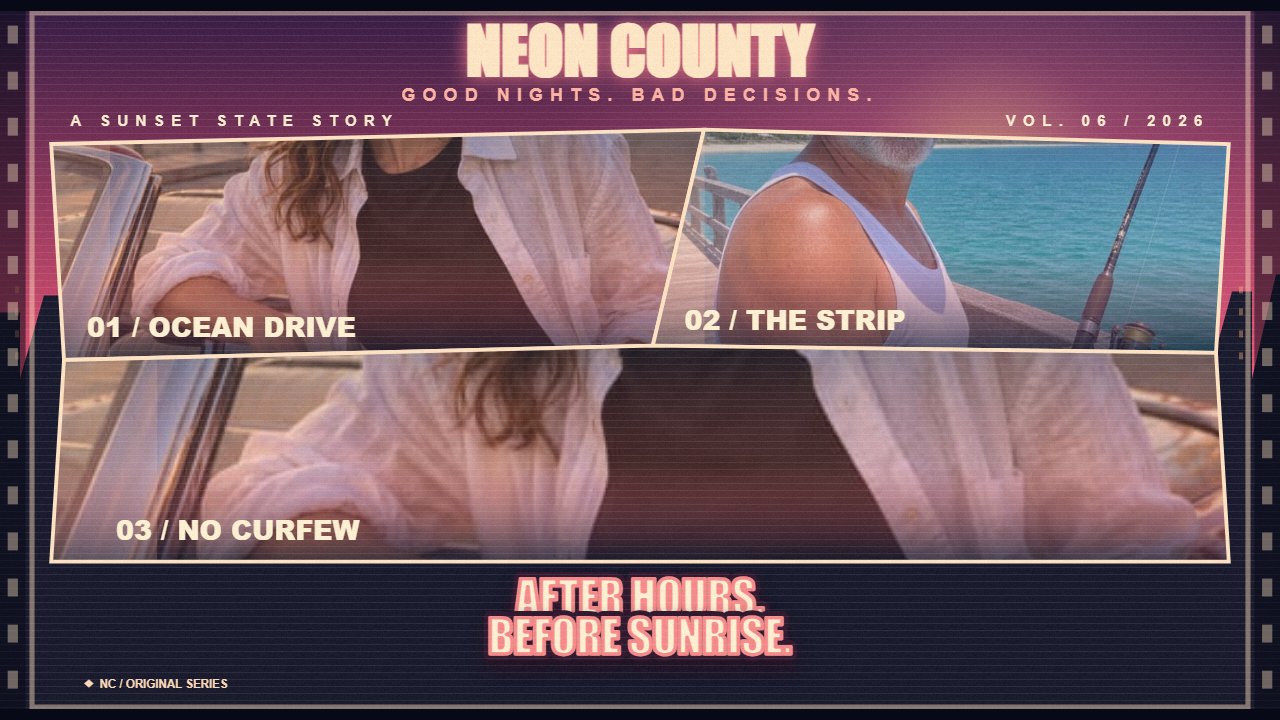 NEON COUNTY
GOOD NIGHTS. BAD DECISIONS.
A SUNSET STATE STORY
VOL. 06 / 2026
01 / OCEAN DRIVE
02 / THE STRIP
03 / NO CURFEW
AFTER HOURS.
BEFORE SUNRISE.
◆ NC / ORIGINAL SERIES